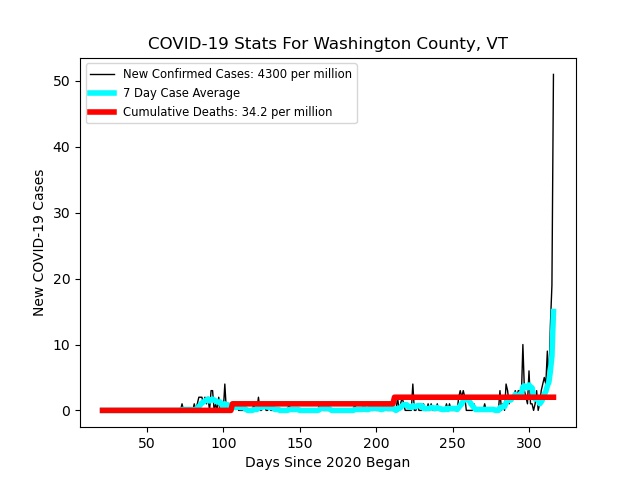 COVID-19 Stats For Washington County, VT
New Confirmed Cases: 4300 per million
7 Day Case Average
Cumulative Deaths: 34.2 per million
New COVID-19 Cases
50
40
30
20
10
0
50 100 150 200 250 300
Days Since 2020 Began